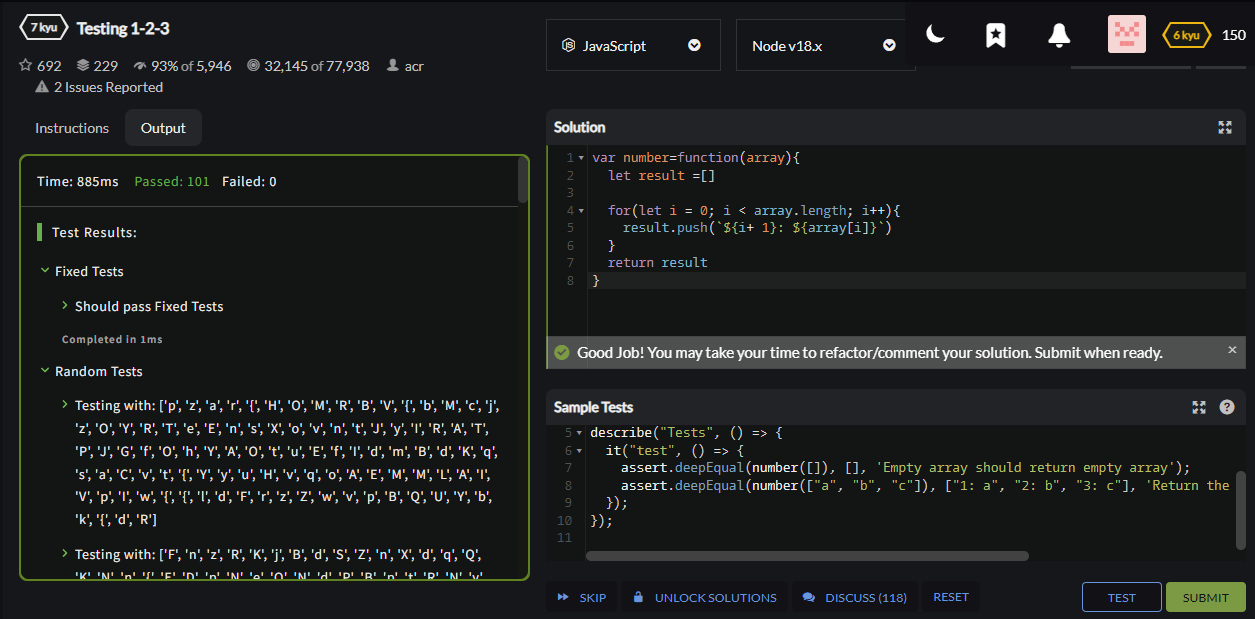 7 kyu Testing 1-2-3
692 229 93% of 5,946 32,145 of 77,938 acr
2 Issues Reported
JavaScript
Node v18.x
6 kyu 150
Instructions Output
Time: 885ms Passed: 101 Failed: 0
Test Results:
Fixed Tests
Should pass Fixed Tests
Completed in 1ms
Random Tests
Testing with: ['p', 'z', 'a', 'r', '{', 'H', 'O', 'M', 'R', 'B', 'V', '{', 'b', 'M', 'c', 'j',
'z', 'O', 'Y', 'R', 'T', 'e', 'E', 'n', 's', 'X', 'o', 'v', 'n', 't', 'J', 'y', 'I', 'R', 'A', 'T',
'P', 'J', 'G', 'f', 'O', 'h', 'Y', 'A', 'O', 't', 'u', 'E', 'f', 'I', 'd', 'm', 'B', 'd', 'K', 'q',
's', 'a', 'C', 'v', 't', '{', 'Y', 'y', 'u', 'H', 'v', 'q', 'o', 'A', 'E', 'M', 'M', 'L', 'A', 'I',
'V', 'p', 'I', 'w', '{', '{', 'l', 'd', 'F', 'r', 'z', 'Z', 'w', 'v', 'p', 'B', 'Q', 'U', 'Y', 'b',
'k', '{', 'd', 'R']
Testing with: ['F', 'n', 'z', 'R', 'K', 'j', 'B', 'd', 'S', 'Z', 'n', 'X', 'd', 'q', 'Q',
Solution
1 var number=function(array){
2 let result =[]
3
4 for(let i = 0; i < array.length; i++){
5 result.push(`${i+ 1}: ${array[i]}`)
6 }
7 return result
8 }
Good Job! You may take your time to refactor/comment your solution. Submit when ready. ×
Sample Tests ?
5 describe("Tests", () => {
6 it("test", () => {
7 assert.deepEqual(number([]), [], 'Empty array should return empty array');
8 assert.deepEqual(number(["a", "b", "c"]), ["1: a", "2: b", "3: c"], 'Return the
9 });
10 });
11
SKIP UNLOCK SOLUTIONS DISCUSS (118) RESET TEST SUBMIT